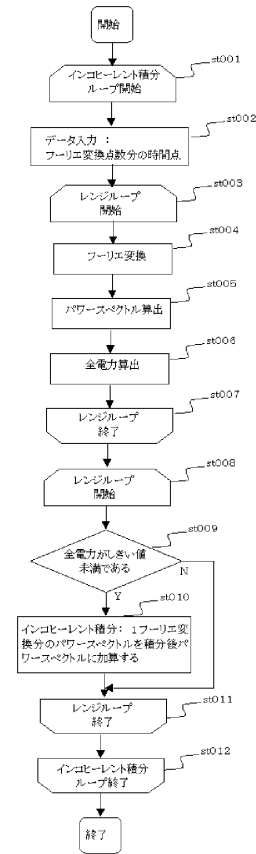 開始
st001
インコヒーレント積分
ループ開始
st002
データ入力 :
フーリエ変換点数分の時間点
st003
レンジループ
開始
st004
フーリエ変換
st005
パワースペクトル算出
st006
全電力算出
st007
レンジループ
終了
st008
レンジループ
開始
st009
全電力がしきい値
未満である
N
Y
st010
インコヒーレント積分: 1フーリエ変
換分のパワースペクトルを積分後パ
ワースペクトルに加算する
st011
レンジループ
終了
st012
インコヒーレント積分
ループ終了
終了